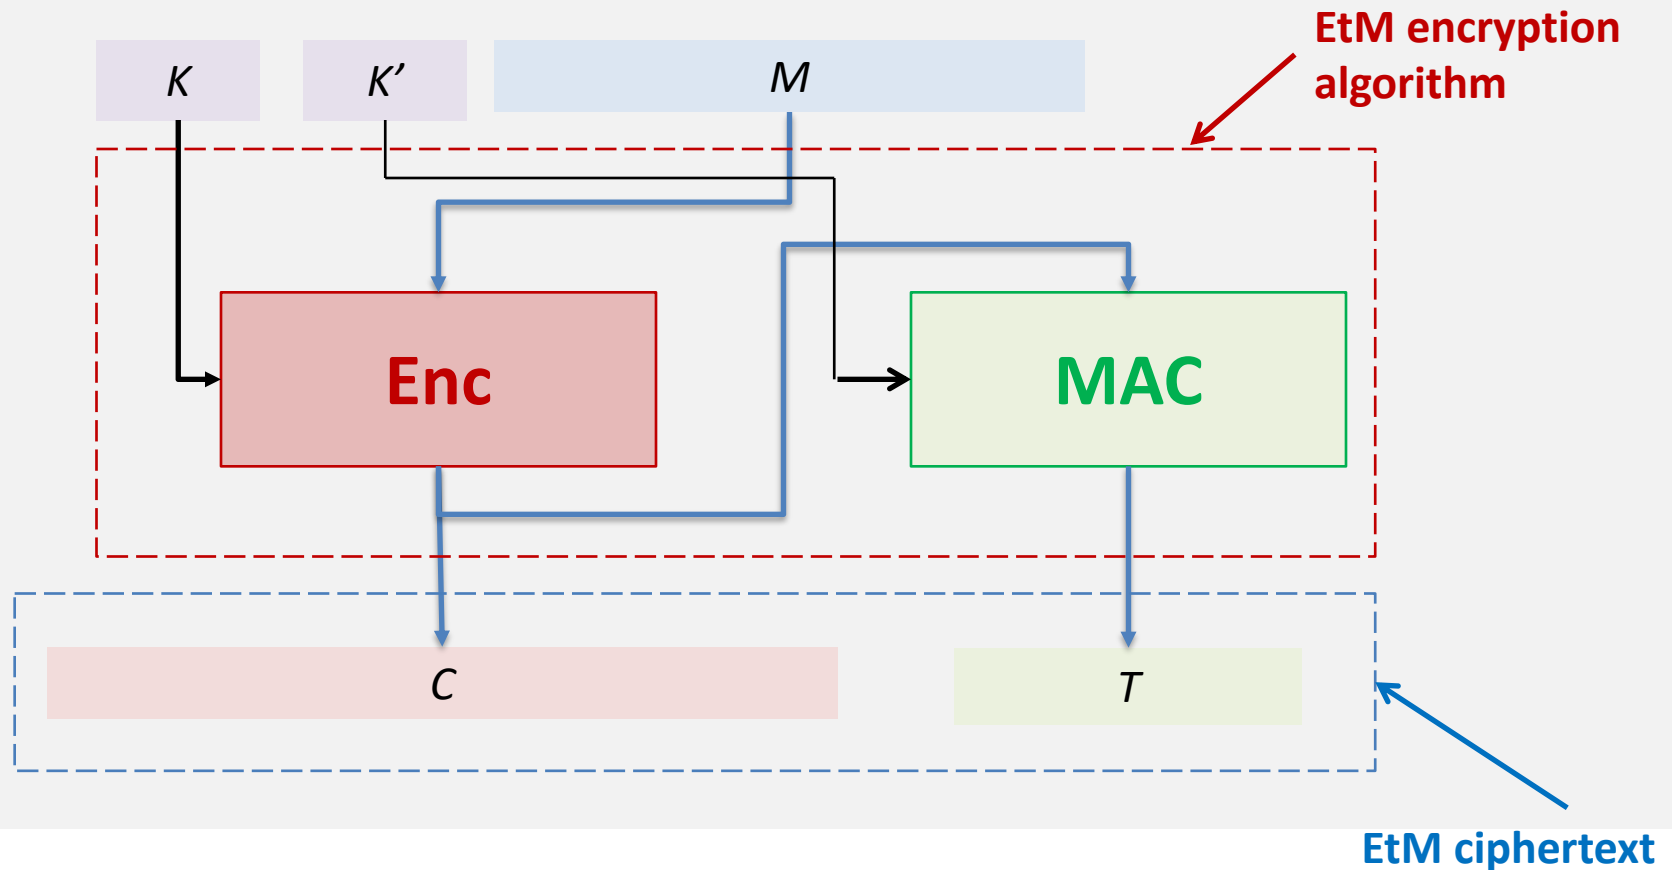 EtM encryption
algorithm
K
K’
M
Enc
MAC
C
T
EtM ciphertext